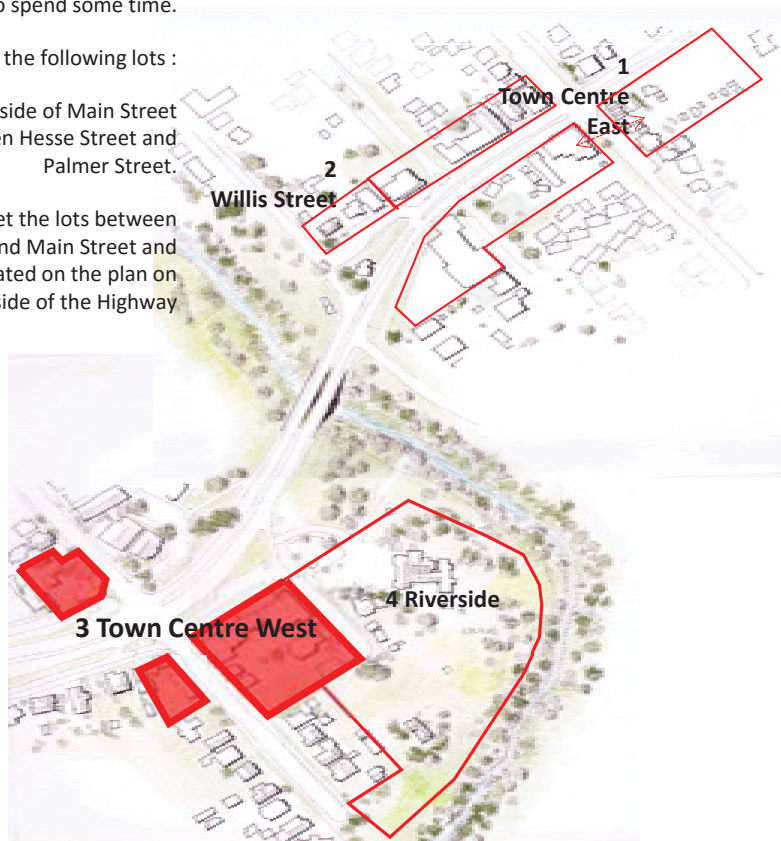 o spend some time.
the following lots :
side of Main Street
en Hesse Street and
Palmer Street.
et the lots between
nd Main Street and
ated on the plan on
side of the Highway
1
Town Centre
East
2
Willis Street
3 Town Centre West
4 Riverside